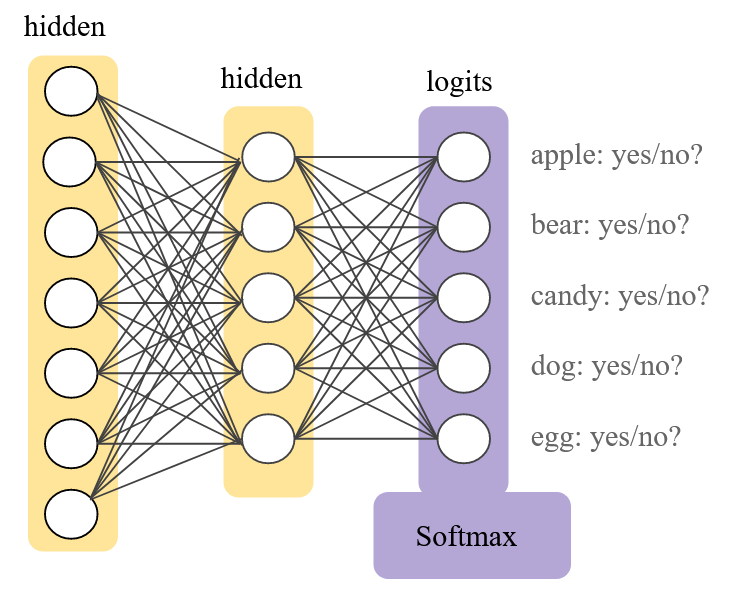 hidden
hidden
logits
apple: yes/no?
bear: yes/no?
candy: yes/no?
dog: yes/no?
egg: yes/no?
Softmax